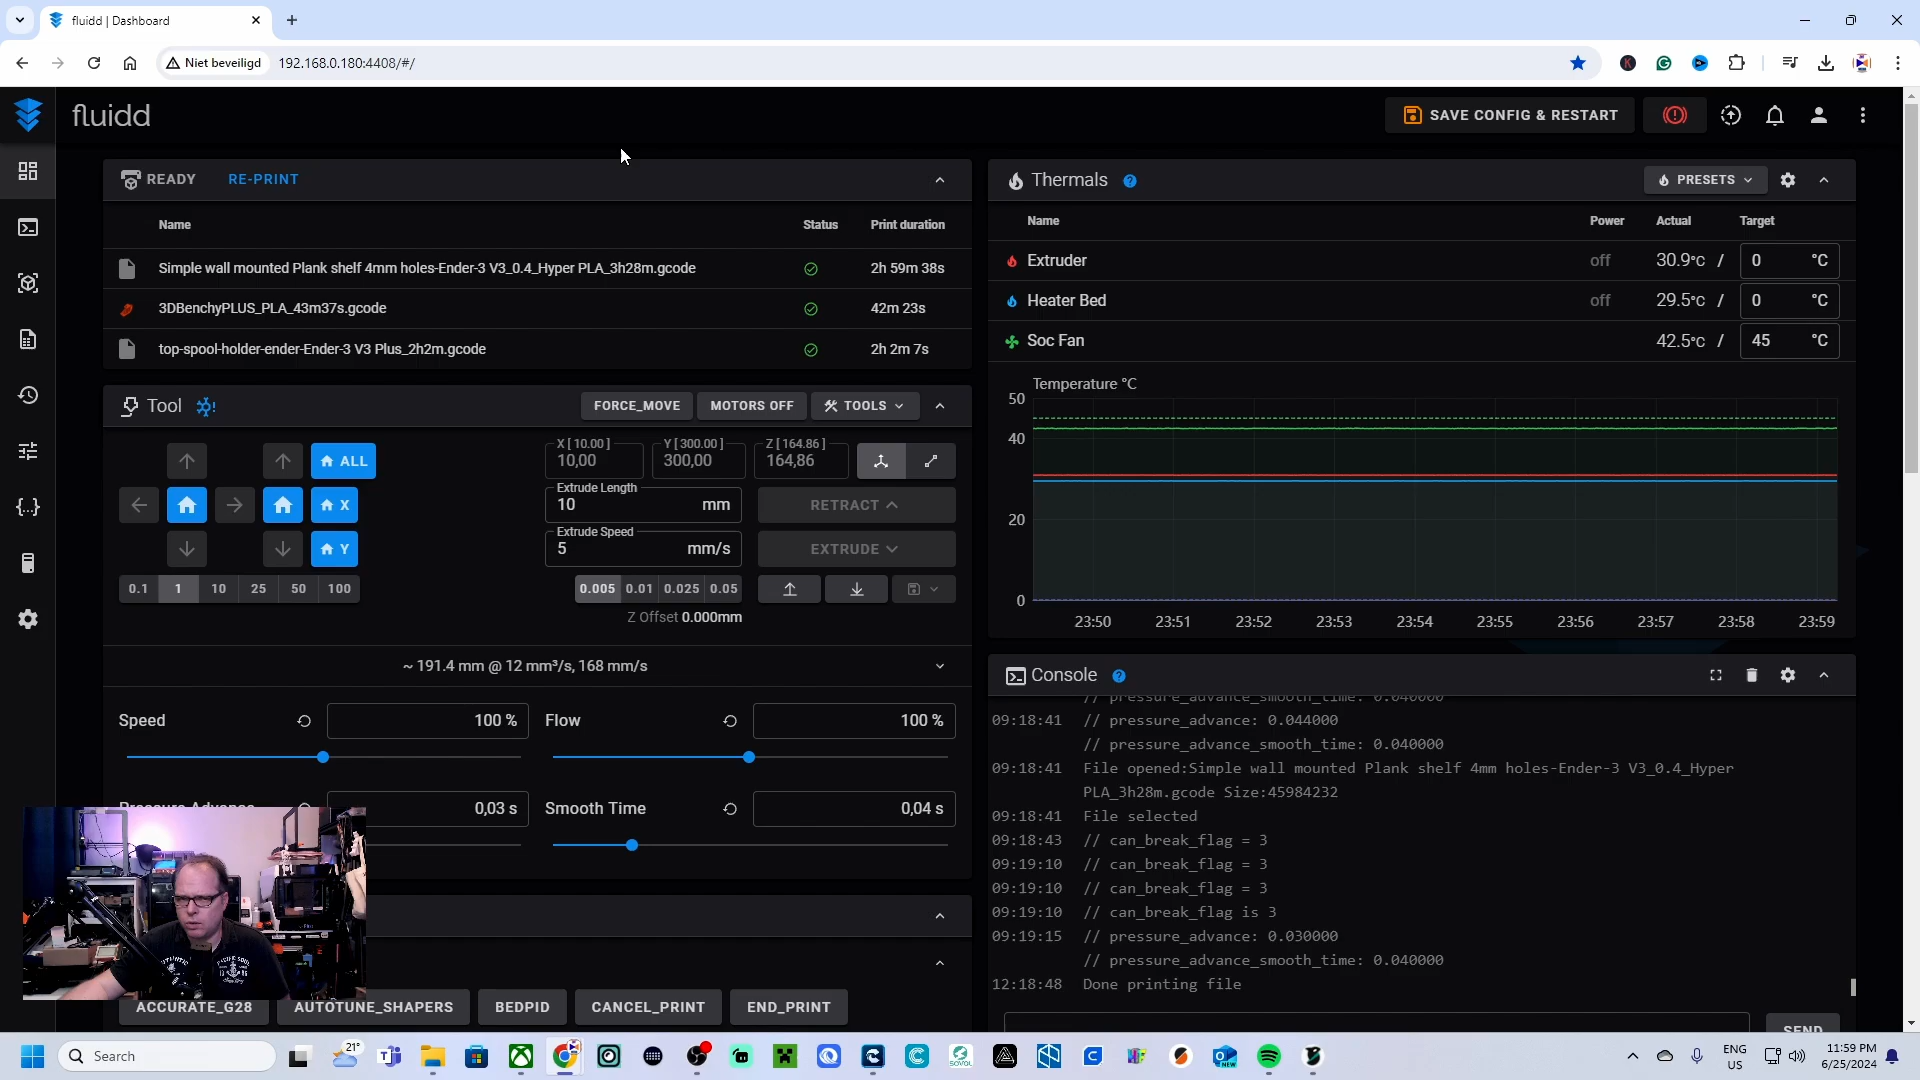 fluidd | Dashboard
Niet beveiligd
192.168.0.180:4408/#/
fluidd
SAVE CONFIG & RESTART
READY
RE-PRINT
Name
Status
Print duration
Simple wall mounted Plank shelf 4mm holes-Ender-3 V3_0.4_Hyper PLA_3h28m.gcode
2h 59m 38s
3DBenchyPLUS_PLA_43m37s.gcode
42m 23s
top-spool-holder-ender-Ender-3 V3 Plus_2h2m.gcode
2h 2m 7s
Tool
FORCE_MOVE
MOTORS OFF
TOOLS
ALL
X
Y
X [ 10.00 ]
10,00
Y [ 300.00 ]
300,00
Z [ 164.86 ]
164,86
Extrude Length
10 mm
RETRACT
Extrude Speed
5 mm/s
EXTRUDE
0.1 1 10 25 50 100
0.005 0.01 0.025 0.05
Z Offset 0.000mm
~ 191.4 mm @ 12 mm³/s, 168 mm/s
Speed
100 %
Flow
100 %
Pressure Advance
0,03 s
Smooth Time
0,04 s
ACCURATE_G28
AUTOTUNE_SHAPERS
BEDPID
CANCEL_PRINT
END_PRINT
Thermals
PRESETS
Name
Power
Actual
Target
Extruder
off
30.9°C /
0 °C
Heater Bed
off
29.5°C /
0 °C
Soc Fan
42.5°C /
45 °C
Temperature °C
50
40
20
0
23:50 23:51 23:52 23:53 23:54 23:55 23:56 23:57 23:58 23:59
Console
// pressure_advance_smooth_time: 0.040000
09:18:41 // pressure_advance: 0.044000
// pressure_advance_smooth_time: 0.040000
09:18:41 File opened:Simple wall mounted Plank shelf 4mm holes-Ender-3 V3_0.4_Hyper
PLA_3h28m.gcode Size:45984232
09:18:41 File selected
09:18:43 // can_break_flag = 3
09:19:10 // can_break_flag = 3
09:19:10 // can_break_flag = 3
09:19:10 // can_break_flag is 3
09:19:15 // pressure_advance: 0.030000
// pressure_advance_smooth_time: 0.040000
12:18:48 Done printing file
SEND
Search
21°
ENG
US
11:59 PM
6/25/2024